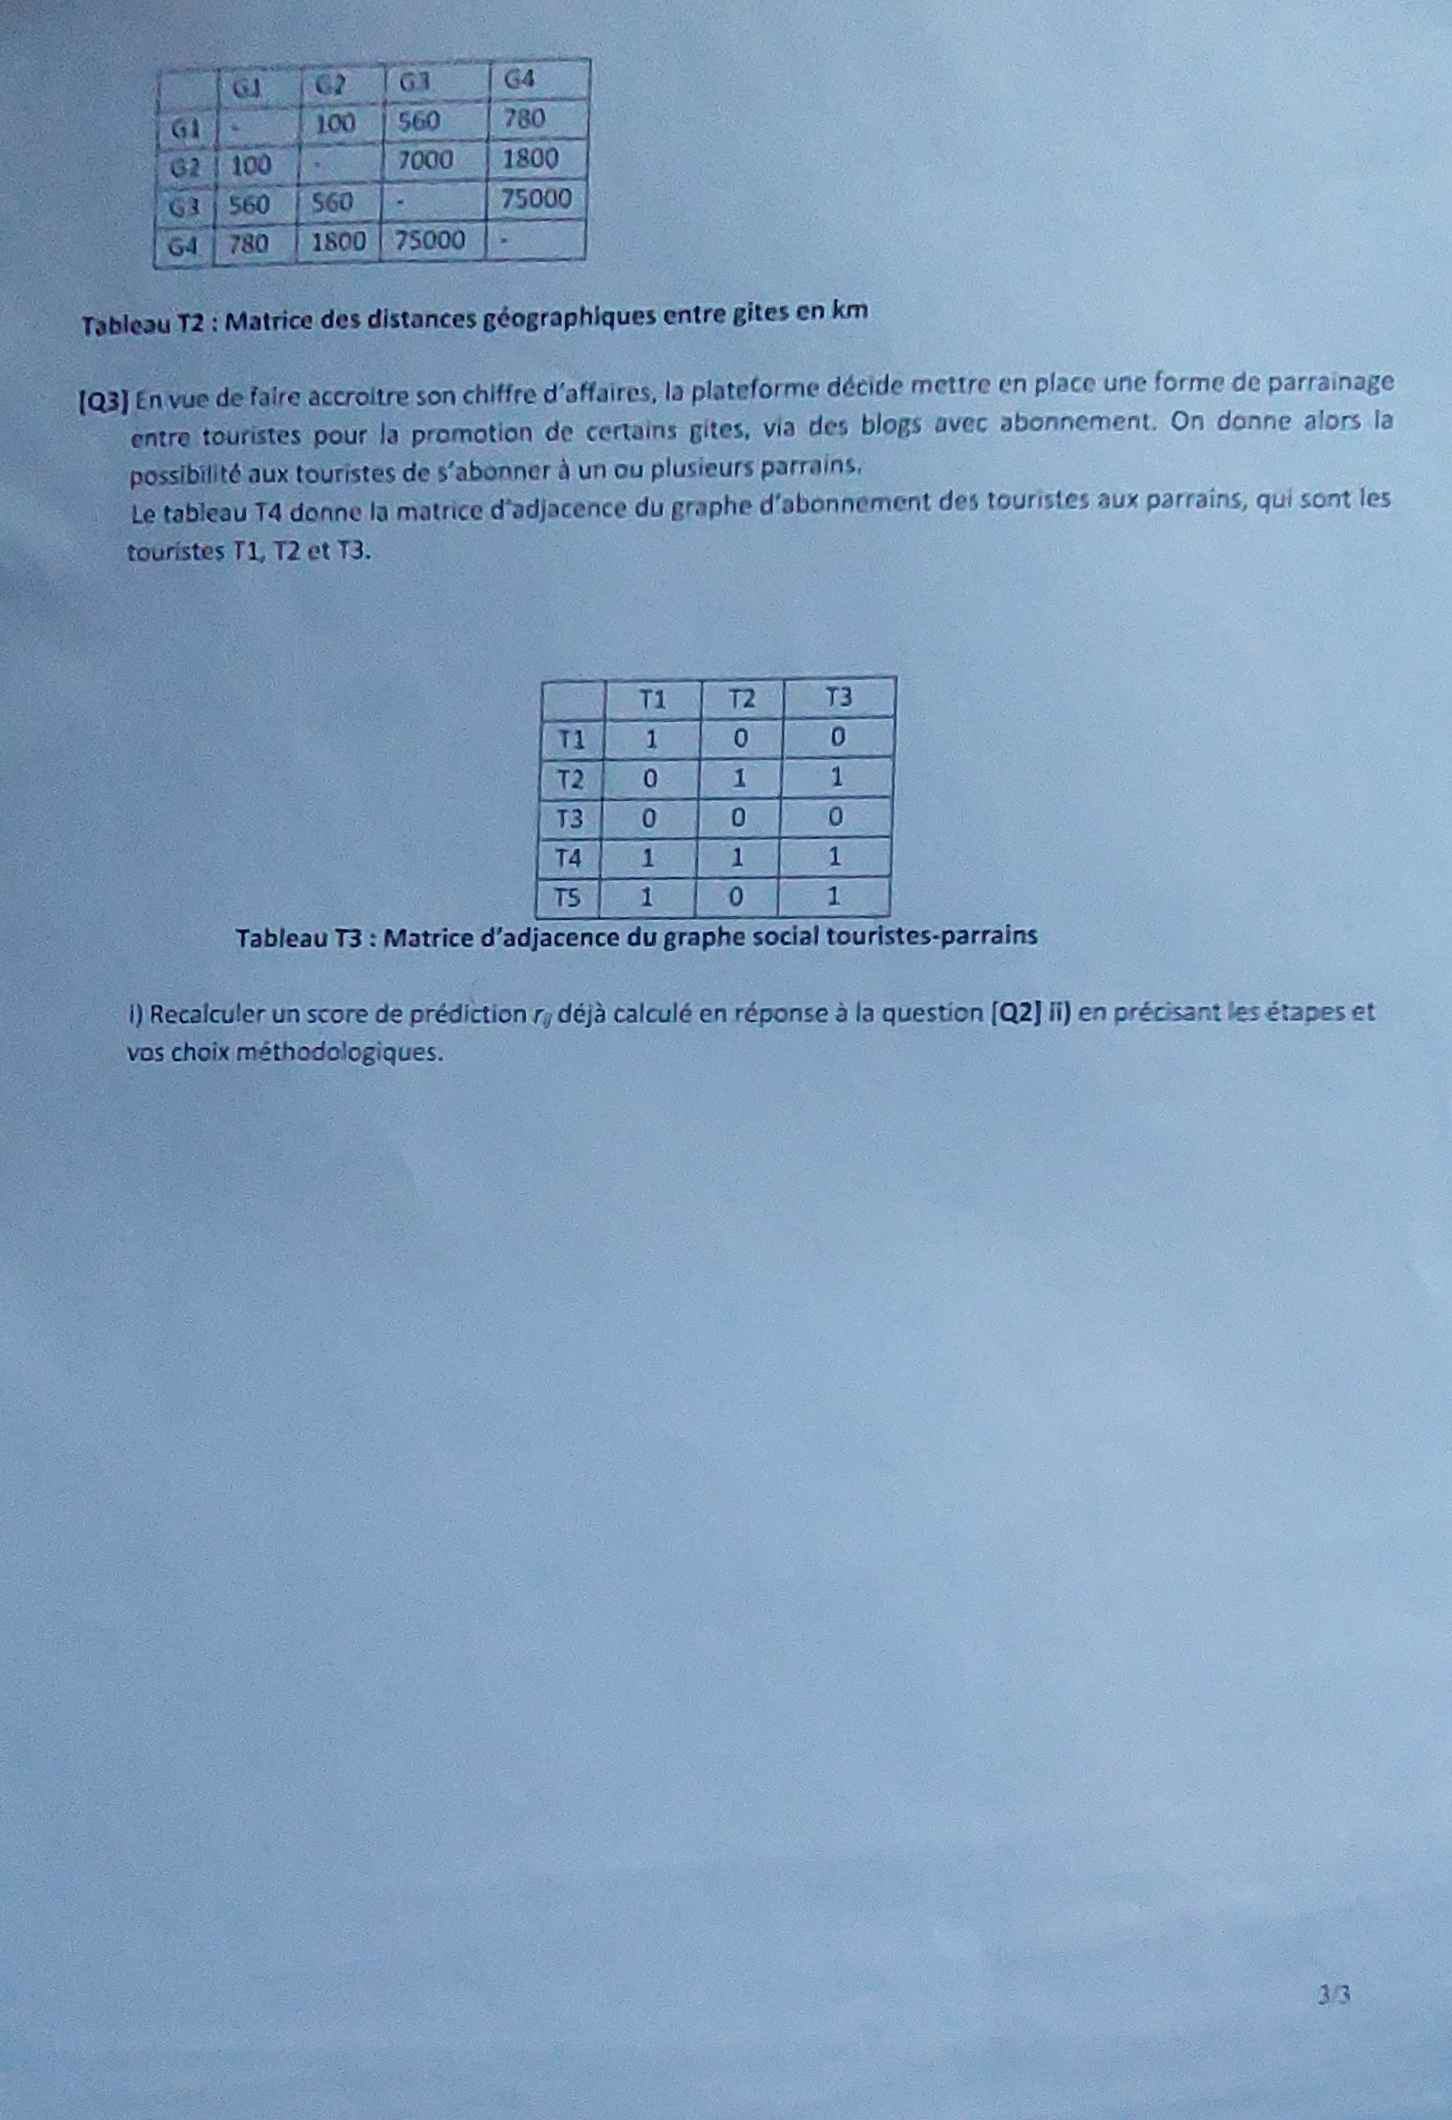 G1 G2 G3 G4
G1 - 100 560 780
G2 100 - 7000 1800
G3 560 560 - 75000
G4 780 1800 75000 -
Tableau T2 : Matrice des distances géographiques entre gites en km
[Q3] En vue de faire accroitre son chiffre d'affaires, la plateforme décide mettre en place une forme de parrainage
entre touristes pour la promotion de certains gites, via des blogs avec abonnement. On donne alors la
possibilité aux touristes de s'abonner à un ou plusieurs parrains.
Le tableau T4 donne la matrice d'adjacence du graphe d'abonnement des touristes aux parrains, qui sont les
touristes T1, T2 et T3.
T1 T2 T3
T1 1 0 0
T2 0 1 1
T3 0 0 0
T4 1 1 1
T5 1 0 1
Tableau T3 : Matrice d'adjacence du graphe social touristes-parrains
i) Recalculer un score de prédiction rij déjà calculé en réponse à la question [Q2] ii) en précisant les étapes et
vos choix méthodologiques.
3/3